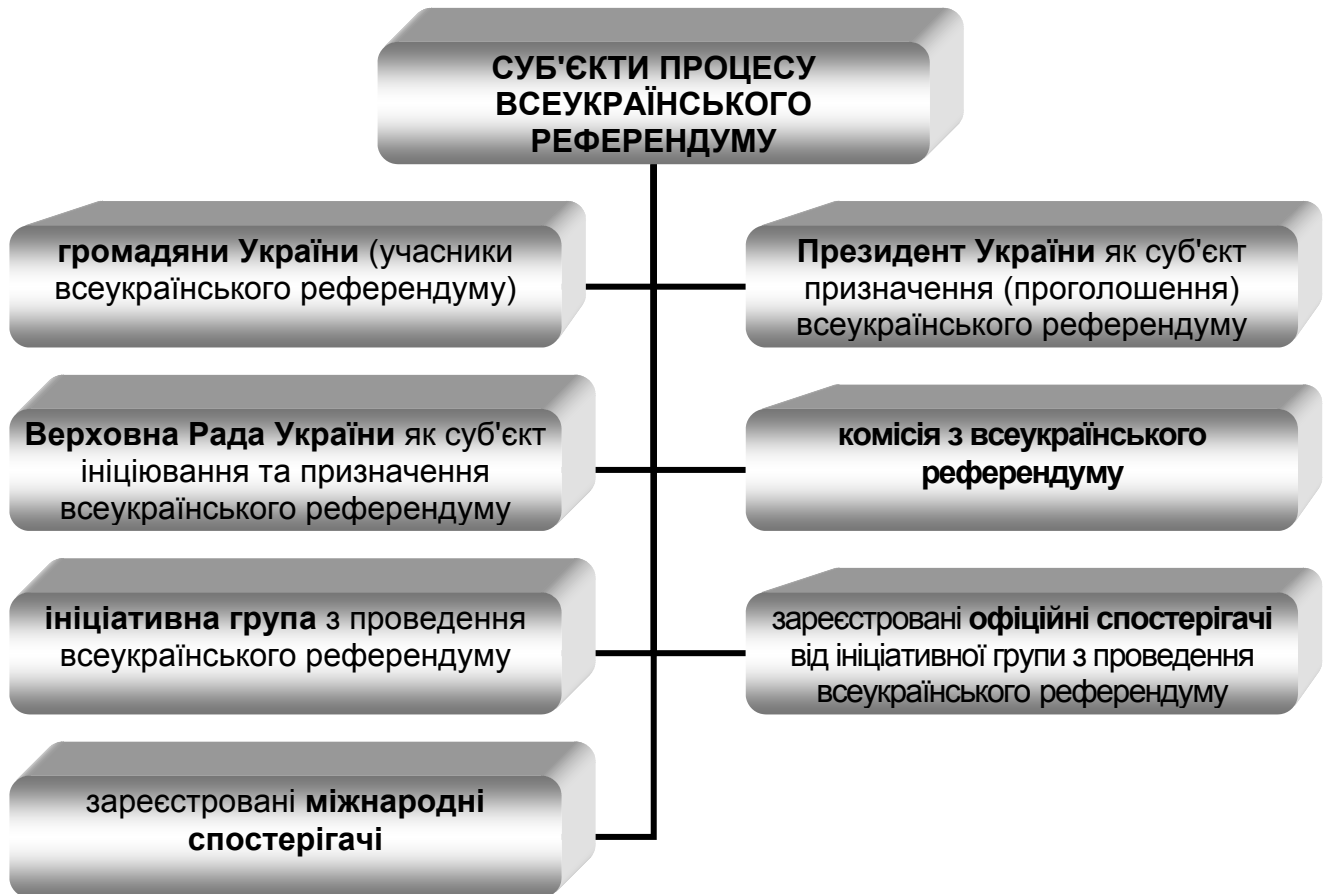 СУБ'ЄКТИ ПРОЦЕСУ
ВСЕУКРАЇНСЬКОГО
РЕФЕРЕНДУМУ
громадяни України (учасники
всеукраїнського референдуму)
Президент України як суб'єкт
призначення (проголошення)
всеукраїнського референдуму
Верховна Рада України як суб'єкт
ініціювання та призначення
всеукраїнського референдуму
комісія з всеукраїнського
референдуму
ініціативна група з проведення
всеукраїнського референдуму
зареєстровані офіційні спостерігачі
від ініціативної групи з проведення
всеукраїнського референдуму
зареєстровані міжнародні
спостерігачі